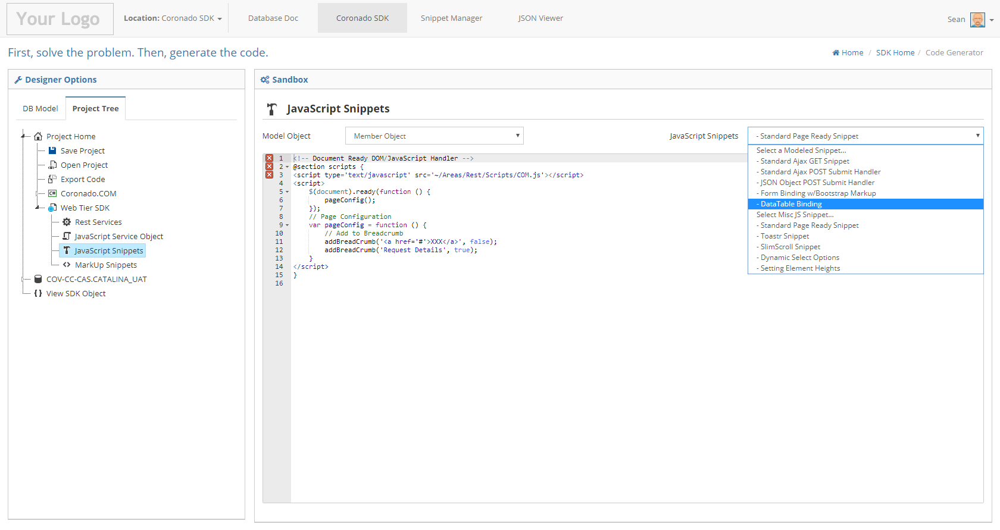 Your Logo
Location: Coronado SDK
Database Doc
Coronado SDK
Snippet Manager
JSON Viewer
Sean
First, solve the problem. Then, generate the code.
Home / SDK Home / Code Generator
Designer Options
DB Model
Project Tree
Project Home
Save Project
Open Project
Export Code
C# Coronado.COM
Web Tier SDK
Rest Services
JavaScript Service Object
JavaScript Snippets
MarkUp Snippets
COV-CC-CAS.CATALINA_UAT
View SDK Object
Sandbox
JavaScript Snippets
Model Object
Member Object
JavaScript Snippets
- Standard Page Ready Snippet
Select a Modeled Snippet...
- Standard Ajax GET Snippet
- Standard Ajax POST Submit Handler
- JSON Object POST Submit Handler
- Form Binding w/Bootstrap Markup
- DataTable Binding
Select Misc JS Snippet...
- Standard Page Ready Snippet
- Toastr Snippet
- SlimScroll Snippet
- Dynamic Select Options
- Setting Element Heights
1 <!-- Document Ready DOM/JavaScript Handler -->
2 @section scripts {
3 <script type='text/javascript' src='~/Areas/Rest/Scripts/COM.js'></script>
4 <script>
5 $(document).ready(function () {
6 pageConfig();
7 });
8 // Page Configuration
9 var pageConfig = function () {
10 // Add to Breadcrumb
11 addBreadCrumb('<a href='#'>XXX</a>', false);
12 addBreadCrumb('Request Details', true);
13 }
14 </script>
15 }
16